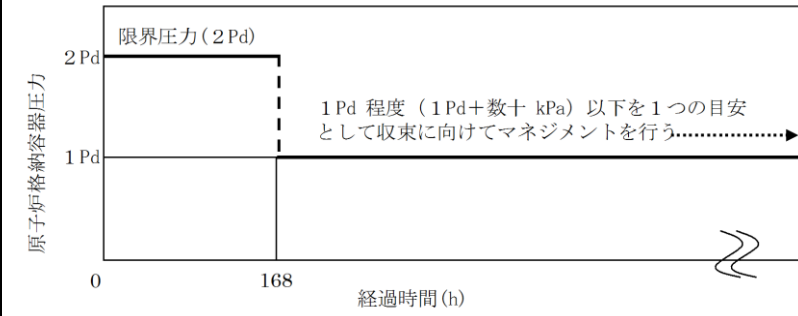 限界圧力(2Pd)
2Pd
1Pd 程度 (1Pd+数十 kPa) 以下を1つの目安
として収束に向けてマネジメントを行う
1Pd
原子炉格納容器圧力
0
168
経過時間(h)